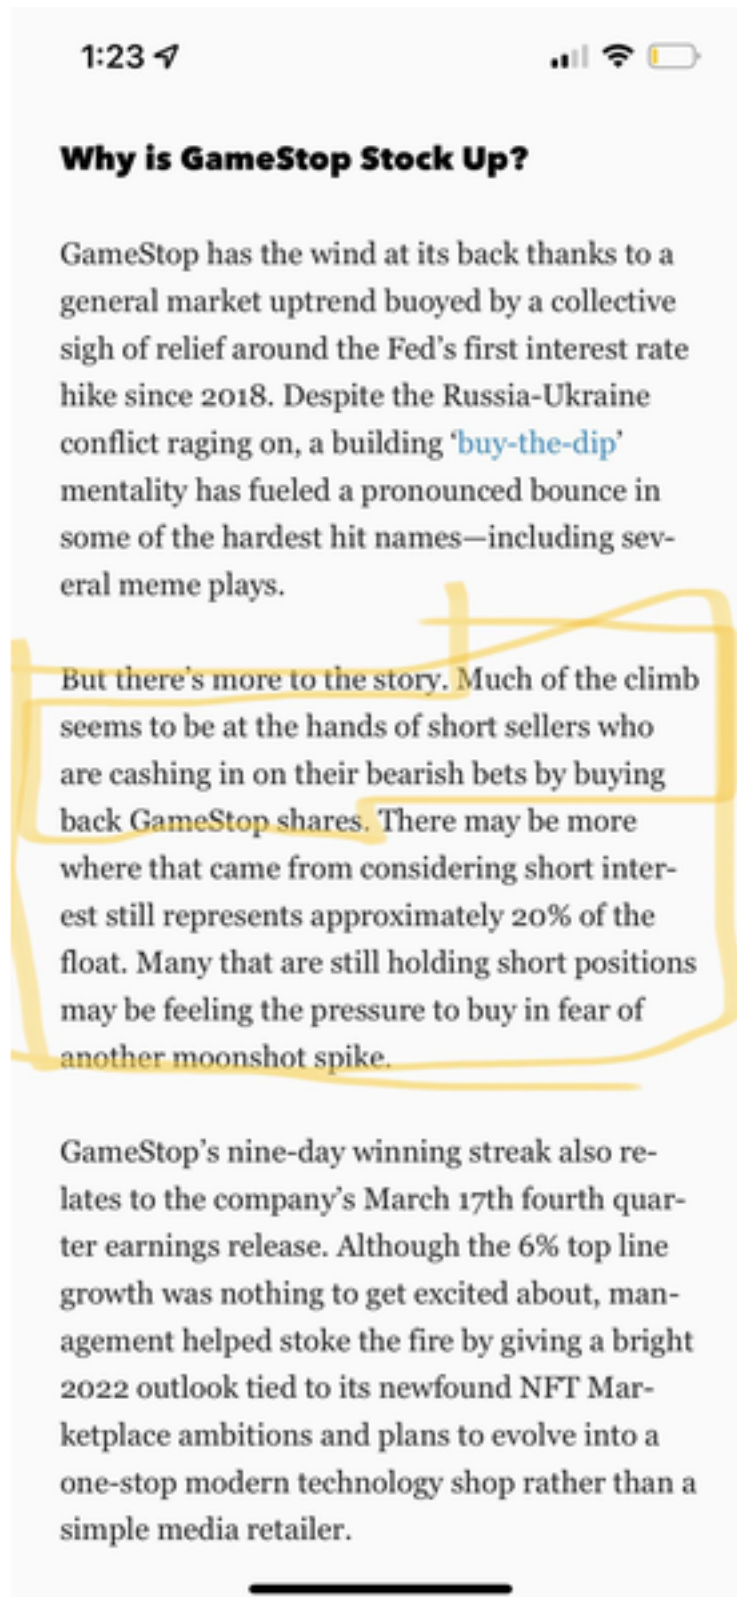 1:23
Why is GameStop Stock Up?
GameStop has the wind at its back thanks to a
general market uptrend buoyed by a collective
sigh of relief around the Fed's first interest rate
hike since 2018. Despite the Russia-Ukraine
conflict raging on, a building ‘buy-the-dip’
mentality has fueled a pronounced bounce in
some of the hardest hit names—including sev-
eral meme plays.
But there's more to the story. Much of the climb
seems to be at the hands of short sellers who
are cashing in on their bearish bets by buying
back GameStop shares. There may be more
where that came from considering short inter-
est still represents approximately 20% of the
float. Many that are still holding short positions
may be feeling the pressure to buy in fear of
another moonshot spike.
GameStop's nine-day winning streak also re-
lates to the company's March 17th fourth quar-
ter earnings release. Although the 6% top line
growth was nothing to get excited about, man-
agement helped stoke the fire by giving a bright
2022 outlook tied to its newfound NFT Mar-
ketplace ambitions and plans to evolve into a
one-stop modern technology shop rather than a
simple media retailer.